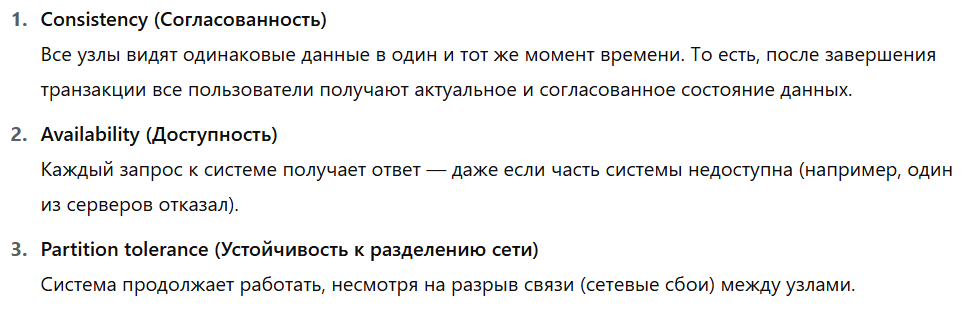 1. Consistency (Согласованность)
Все узлы видят одинаковые данные в один и тот же момент времени. То есть, после завершения
транзакции все пользователи получают актуальное и согласованное состояние данных.
2. Availability (Доступность)
Каждый запрос к системе получает ответ — даже если часть системы недоступна (например, один
из серверов отказал).
3. Partition tolerance (Устойчивость к разделению сети)
Система продолжает работать, несмотря на разрыв связи (сетевые сбои) между узлами.